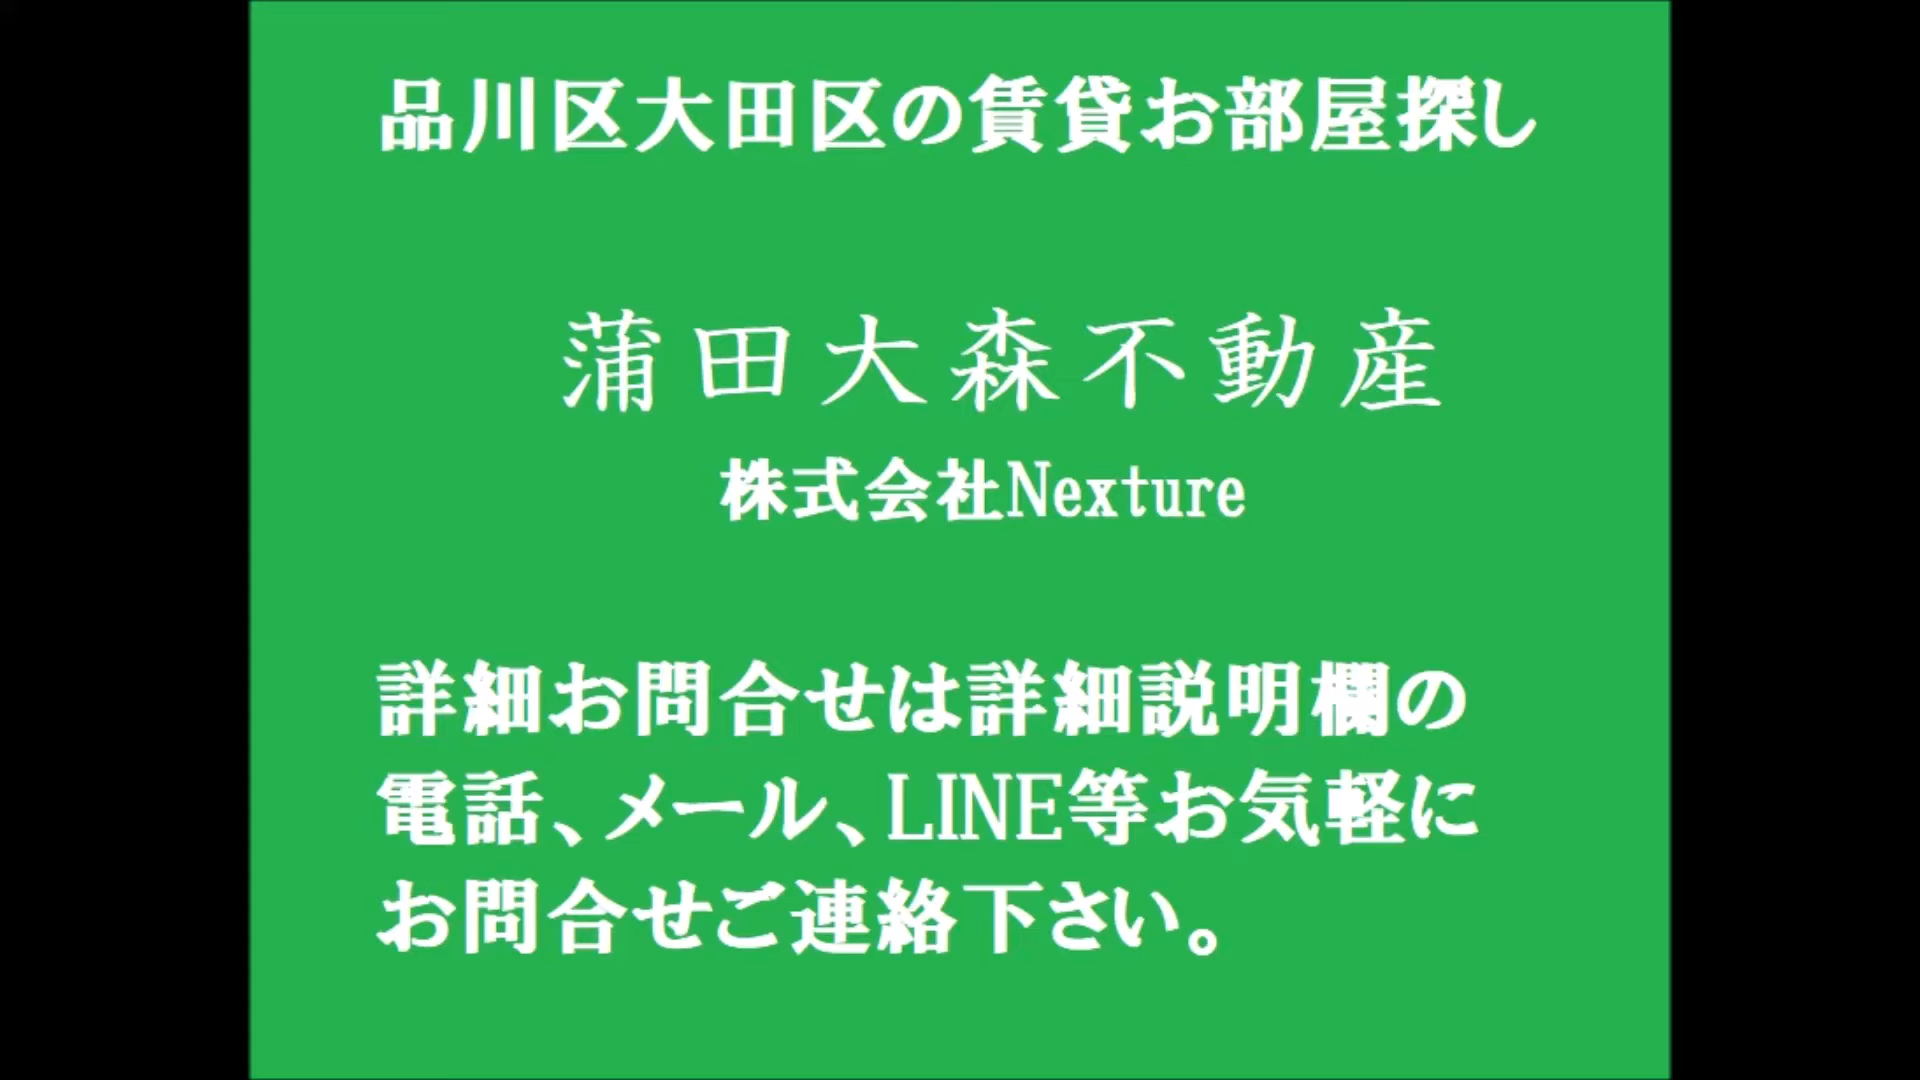 品川区大田区の賃貸お部屋探し
蒲田大森不動産
株式会社Nexture
詳細お問合せは詳細説明欄の
電話、メール、LINE等お気軽に
お問合せご連絡下さい。